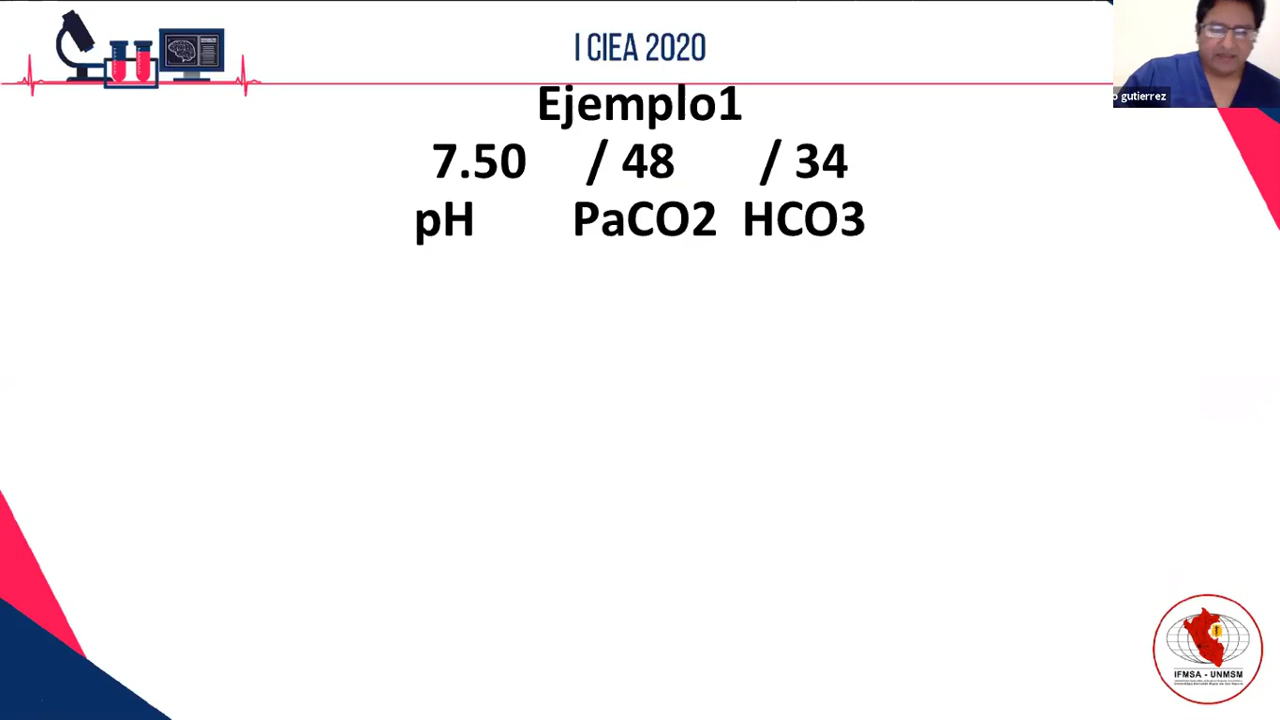 I CIEA 2020
o gutierrez
Ejemplo1
7.50 / 48 / 34
pH PaCO2 HCO3
IFMSA - UNMSM